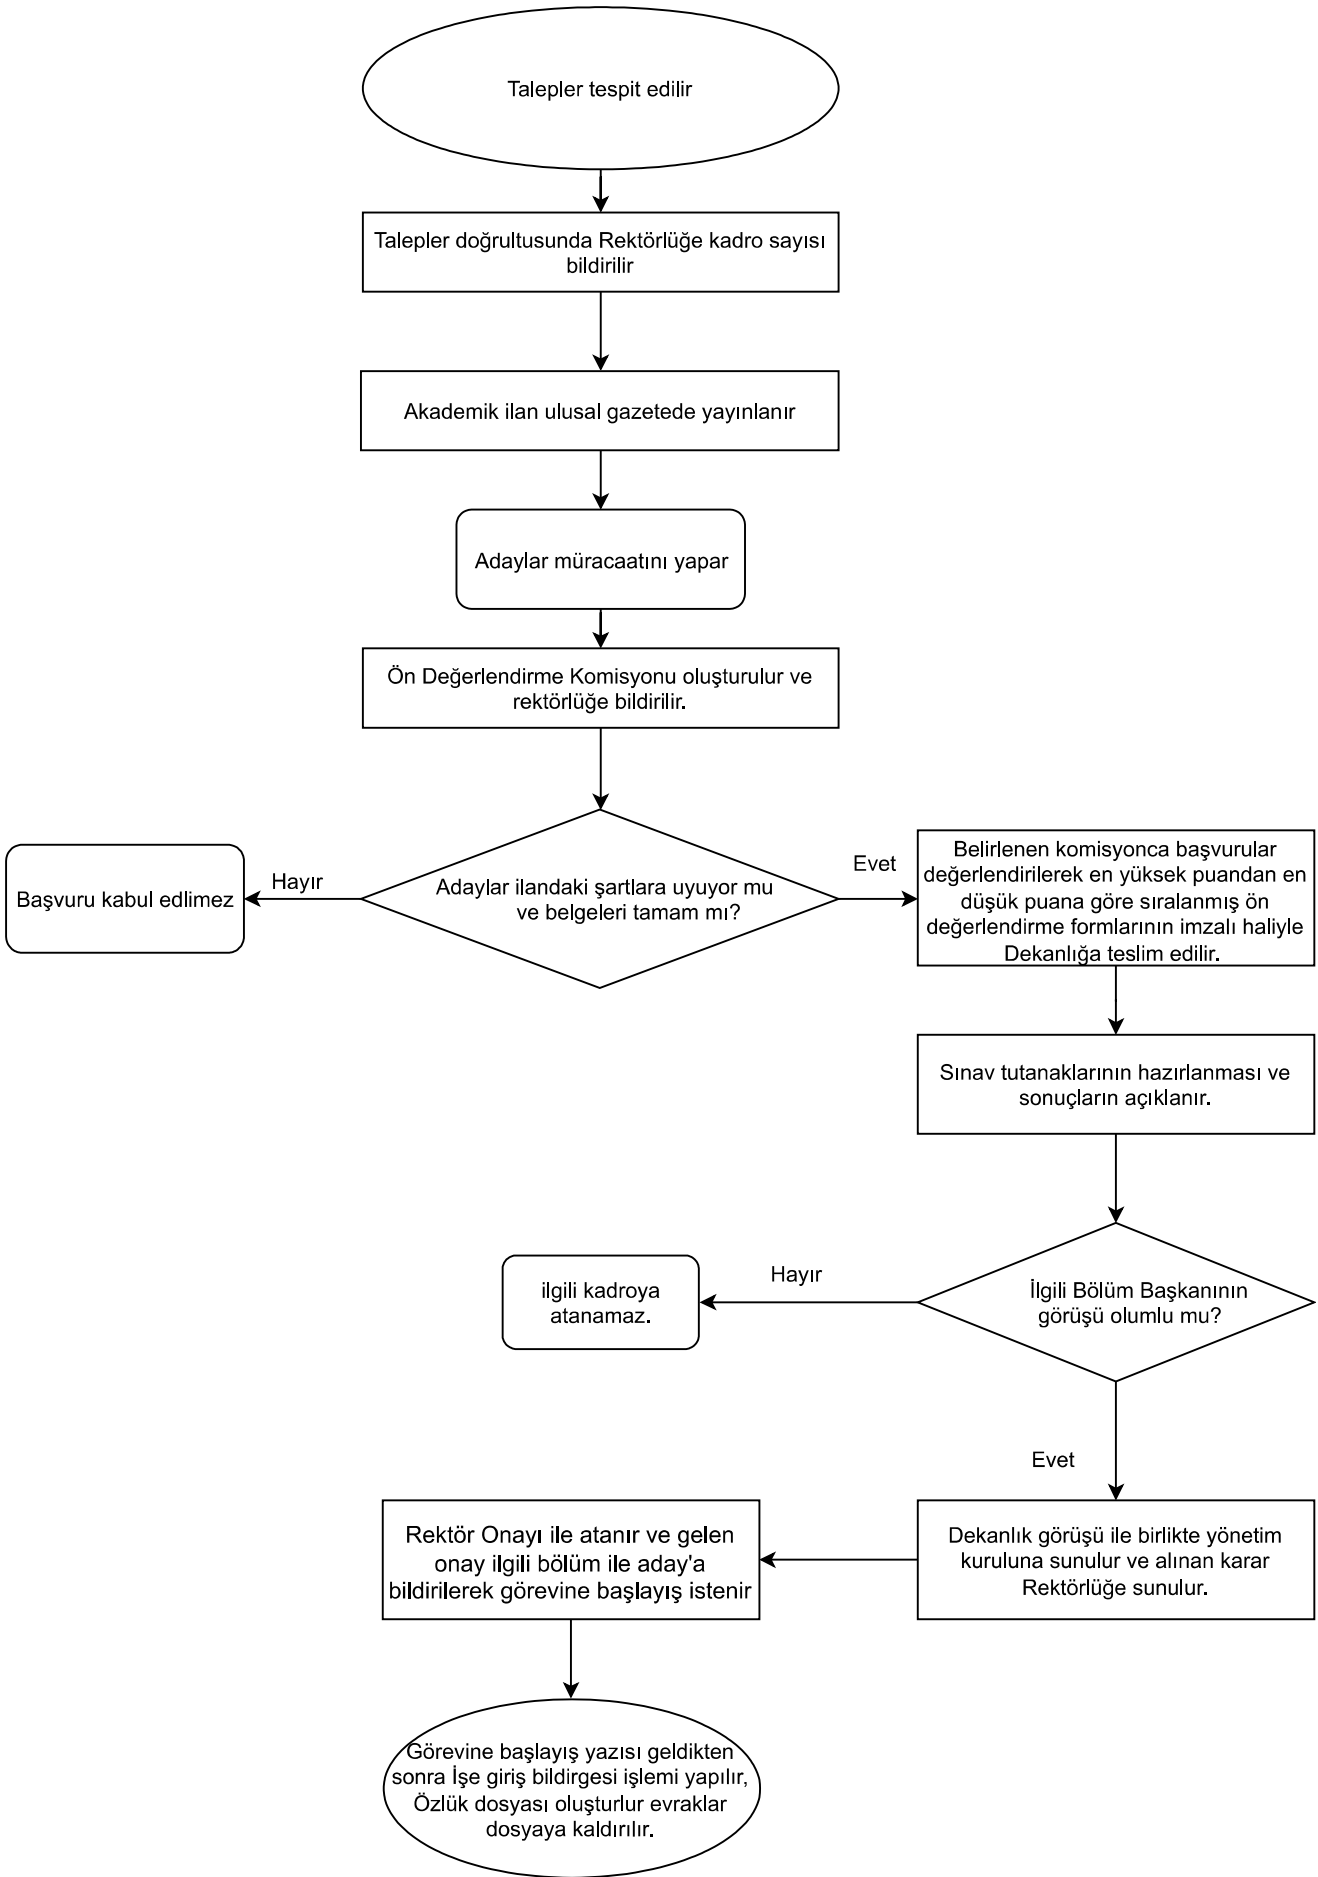 Talepler tespit edilir
Talepler doğrultusunda Rektörlüğe kadro sayısı
bildirilir
Akademik ilan ulusal gazetede yayınlanır
Adaylar müracaatını yapar
Ön Değerlendirme Komisyonu oluşturulur ve
rektörlüğe bildirilir.
Adaylar ilandaki şartlara uyuyor mu
ve belgeleri tamam mı?
Hayır
Başvuru kabul edlimez
Evet
Belirlenen komisyonca başvurular
değerlendirilerek en yüksek puandan en
düşük puana göre sıralanmış ön
değerlendirme formlarının imzalı haliyle
Dekanlığa teslim edilir.
Sınav tutanaklarının hazırlanması ve
sonuçların açıklanır.
İlgili Bölüm Başkanının
görüşü olumlu mu?
Hayır
ilgili kadroya
atanamaz.
Evet
Dekanlık görüşü ile birlikte yönetim
kuruluna sunulur ve alınan karar
Rektörlüğe sunulur.
Rektör Onayı ile atanır ve gelen
onay ilgili bölüm ile aday'a
bildirilerek görevine başlayış istenir
Görevine başlayış yazısı geldikten
sonra İşe giriş bildirgesi işlemi yapılır,
Özlük dosyası oluşturlur evraklar
dosyaya kaldırılır.